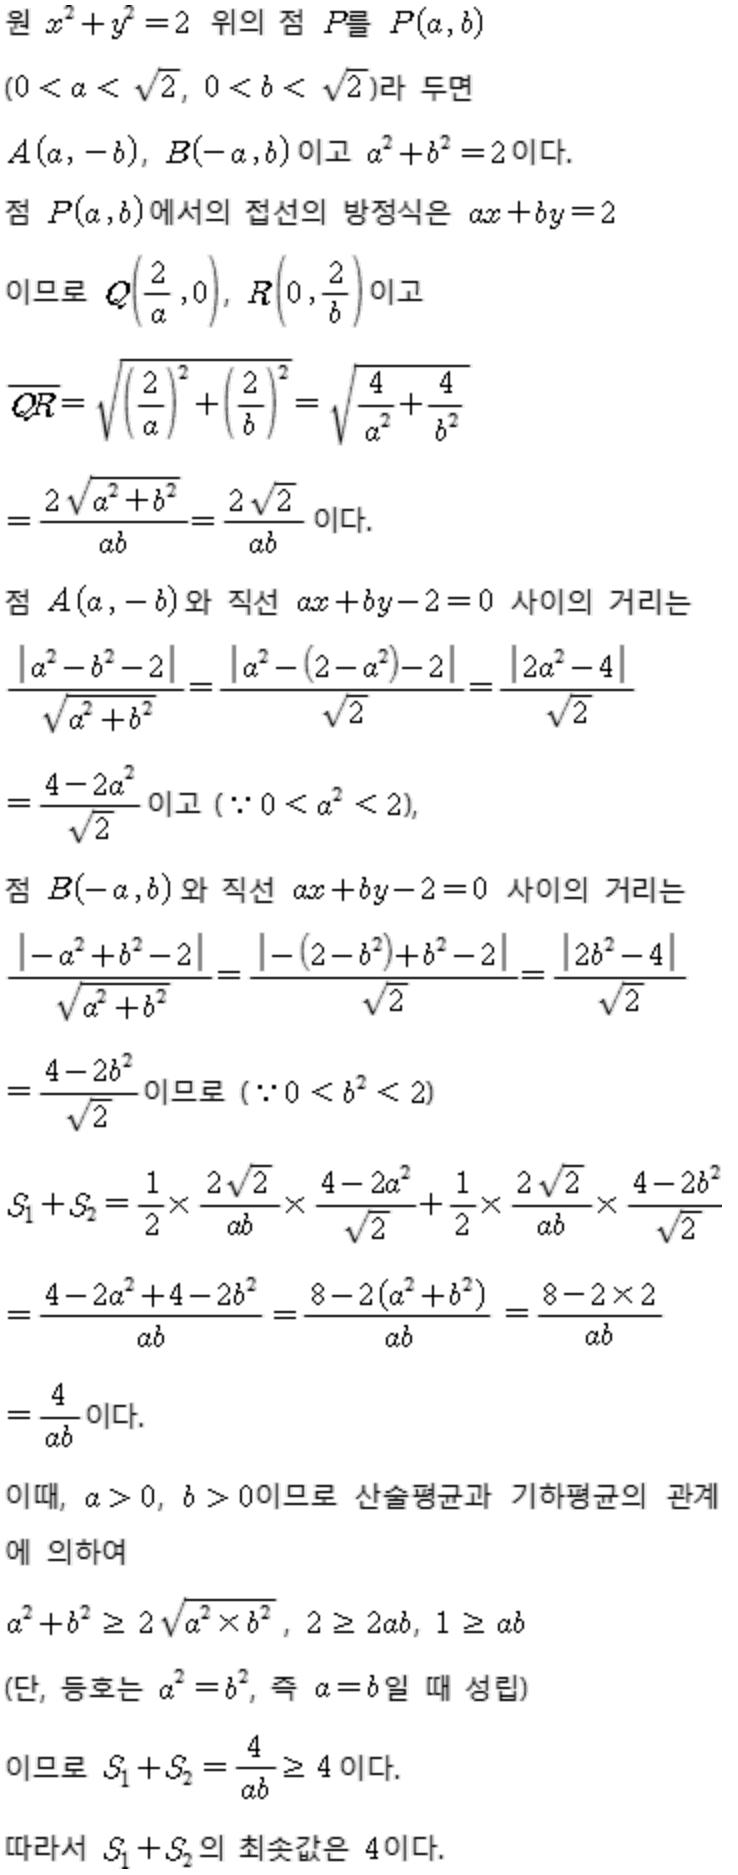 원 x²+y²=2 위의 점 P를 P(a, b)
(0<a<√2, 0<b<√2)라 두면
A(a, −b), B(−a, b)이고 a²+b²=2이다.
점 P(a, b)에서의 접선의 방정식은 ax+by=2
이므로 Q(2/a, 0), R(0, 2/b)이고
Q̅R̅=√((2/a)²+(2/b)²)=√(4/a²+4/b²)
=2√(a²+b²)/ab=2√2/ab 이다.
점 A(a, −b)와 직선 ax+by−2=0 사이의 거리는
|a²−b²−2|/√(a²+b²)=|a²−(2−a²)−2|/√2=|2a²−4|/√2
=(4−2a²)/√2 이고 (∵0<a²<2),
점 B(−a, b)와 직선 ax+by−2=0 사이의 거리는
|−a²+b²−2|/√(a²+b²)=|−(2−b²)+b²−2|/√2=|2b²−4|/√2
=(4−2b²)/√2 이므로 (∵0<b²<2)
S₁+S₂=1/2×2√2/ab×(4−2a²)/√2+1/2×2√2/ab×(4−2b²)/√2
=(4−2a²+4−2b²)/ab=(8−2(a²+b²))/ab=(8−2×2)/ab
=4/ab이다.
이때, a>0, b>0이므로 산술평균과 기하평균의 관계
에 의하여
a²+b²≥2√(a²×b²), 2≥2ab, 1≥ab
(단, 등호는 a²=b², 즉 a=b일 때 성립)
이므로 S₁+S₂=4/ab≥4이다.
따라서 S₁+S₂의 최솟값은 4이다.